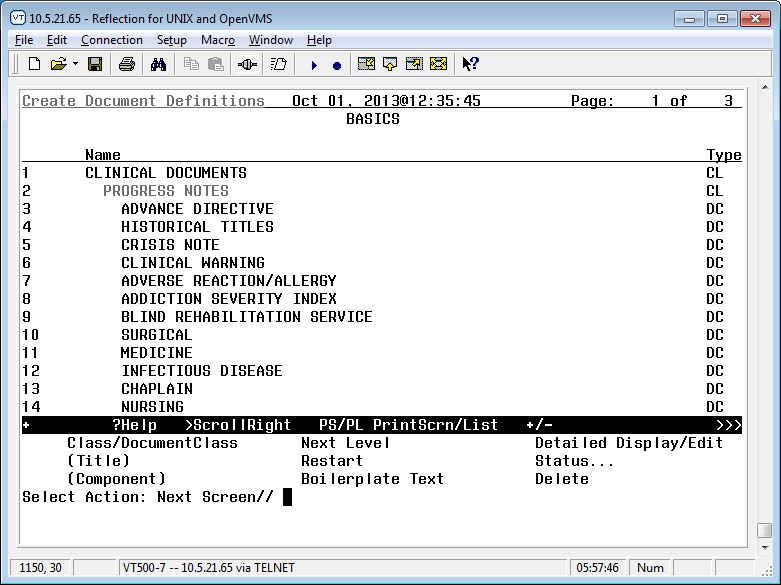 VT 10.5.21.65 - Reflection for UNIX and OpenVMS
File Edit Connection Setup Macro Window Help
Create Document Definitions Oct 01, 2013@12:35:45 Page: 1 of 3
BASICS
Name Type
1 CLINICAL DOCUMENTS CL
2 PROGRESS NOTES CL
3 ADVANCE DIRECTIVE DC
4 HISTORICAL TITLES DC
5 CRISIS NOTE DC
6 CLINICAL WARNING DC
7 ADVERSE REACTION/ALLERGY DC
8 ADDICTION SEVERITY INDEX DC
9 BLIND REHABILITATION SERVICE DC
10 SURGICAL DC
11 MEDICINE DC
12 INFECTIOUS DISEASE DC
13 CHAPLAIN DC
14 NURSING DC
+ ?Help >ScrollRight PS/PL PrintScrn/List +/- >>>
Class/DocumentClass Next Level Detailed Display/Edit
(Title) Restart Status...
(Component) Boilerplate Text Delete
Select Action: Next Screen//
1150, 30 VT500-7 -- 10.5.21.65 via TELNET 05:57:46 Num